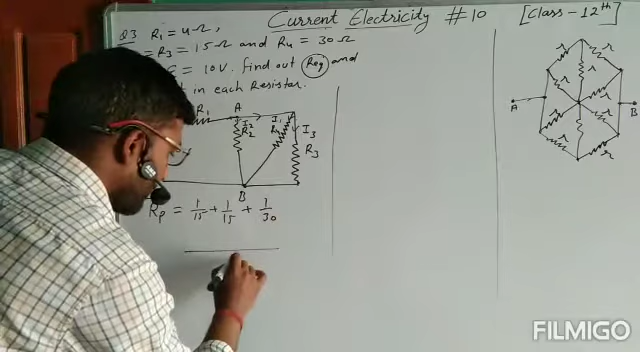 Current Electricity #10 [Class-12th]
Q3 R1 = 4Ω,
= R3 = 15Ω and R4 = 30Ω
= 10V. find out Req and
in each Resistor.
R1 A I1
I2 R2 I3 R3
B
Rp = 1/15 + 1/15 + 1/30
A r r r r r r B
FILMIGO